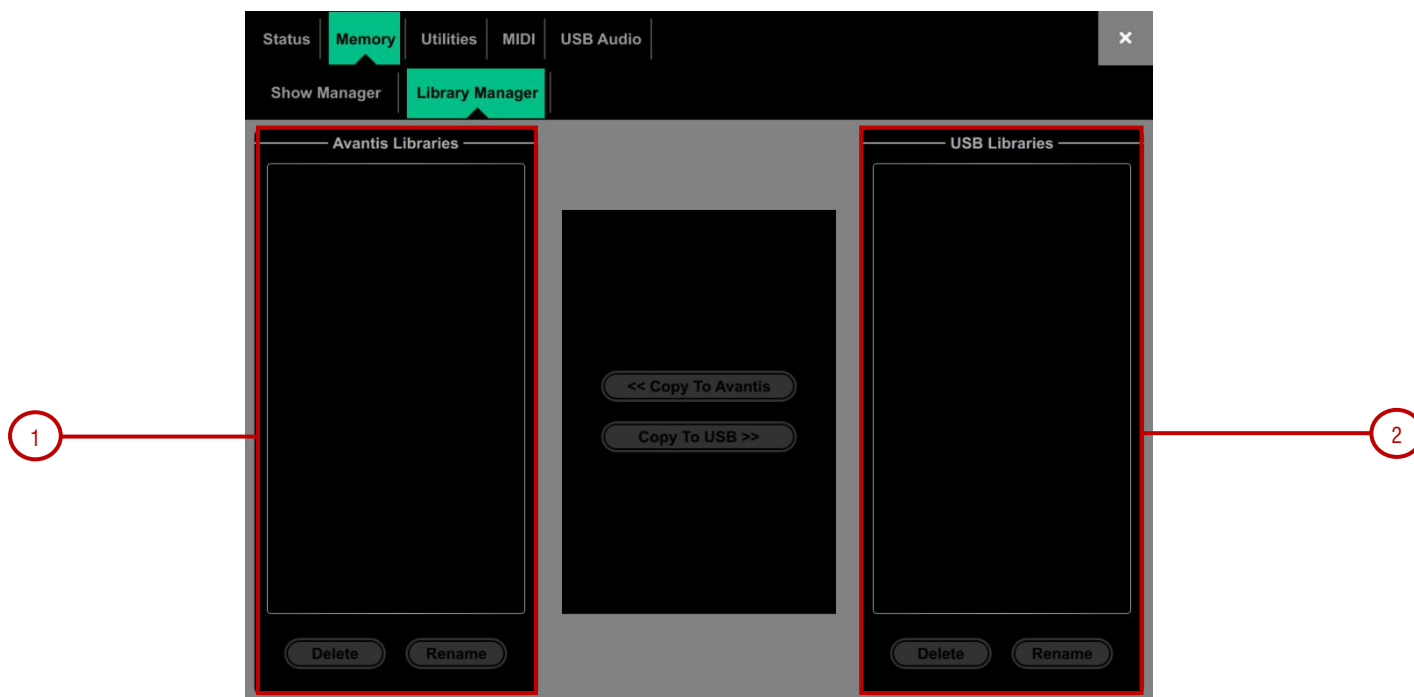 Status Memory Utilities MIDI USB Audio ×
Show Manager Library Manager
Avantis Libraries
USB Libraries
<< Copy To Avantis
Copy To USB >>
1
2
Delete Rename
Delete Rename